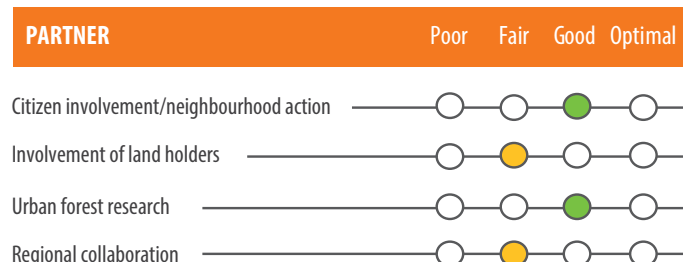 PARTNER Poor Fair Good Optimal
Citizen involvement/neighbourhood action
Involvement of land holders
Urban forest research
Regional collaboration